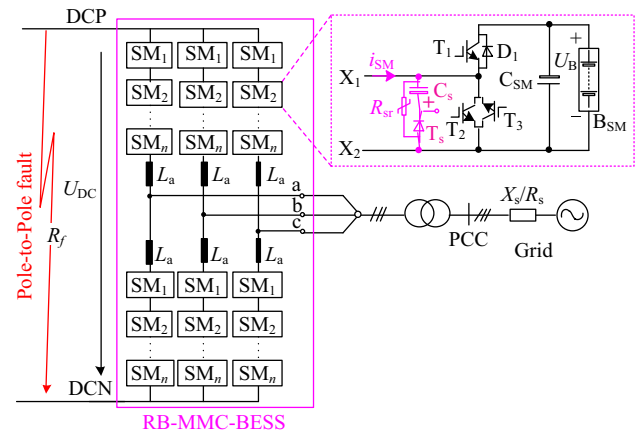 DCP
SM1 SM1 SM1
SM2 SM2 SM2
SMn SMn SMn
La La La
a
b
c
La La La
SM1 SM1 SM1
SM2 SM2 SM2
SMn SMn SMn
DCN
RB-MMC-BESS
Pole-to-Pole fault
Rf
UDC
T1
D1
iSM
X1
CSM
UB
+
−
BSM
Rsr
Cs
+
Ts
T2
T3
X2
PCC
Xs/Rs
Grid